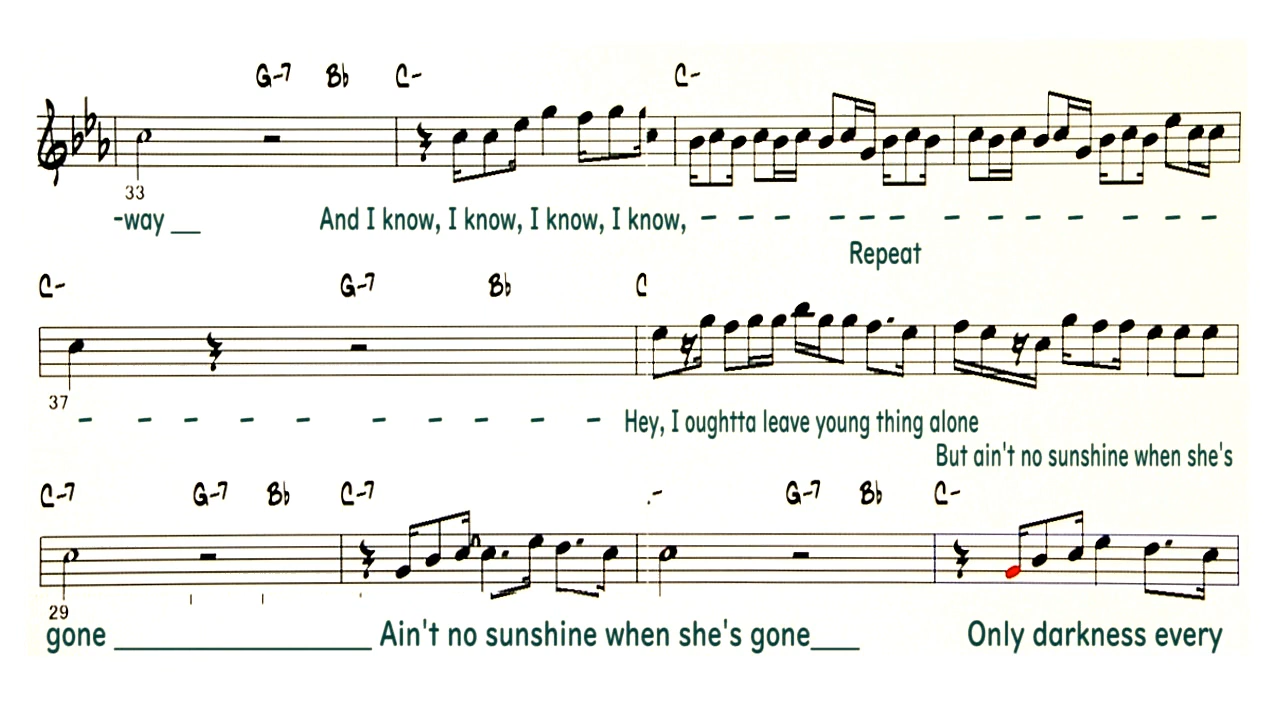 G-7 Bb C- C-
33
-way __ And I know, I know, I know, I know, - - - - - - - - - - - - -
Repeat
C- G-7 Bb C
37
- - - - - - - - - - Hey, I oughtta leave young thing alone
But ain't no sunshine when she's
C-7 G-7 Bb C-7 .- G-7 Bb C-
29
gone ________________ Ain't no sunshine when she's gone___ Only darkness every